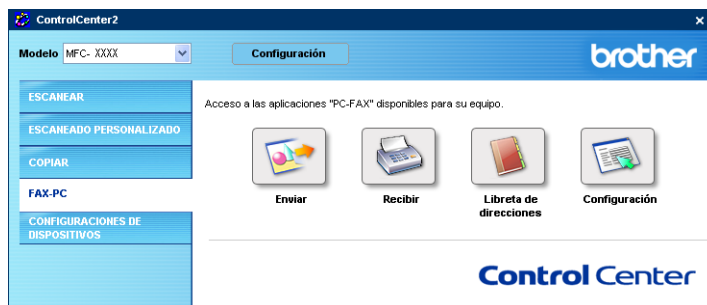 ControlCenter2
Modelo MFC- XXXX
Configuración
brother
ESCANEAR
ESCANEADO PERSONALIZADO
COPIAR
FAX-PC
CONFIGURACIONES DE
DISPOSITIVOS
Acceso a las aplicaciones "PC-FAX" disponibles para su equipo.
Enviar
Recibir
Libreta de
direcciones
Configuración
Control Center